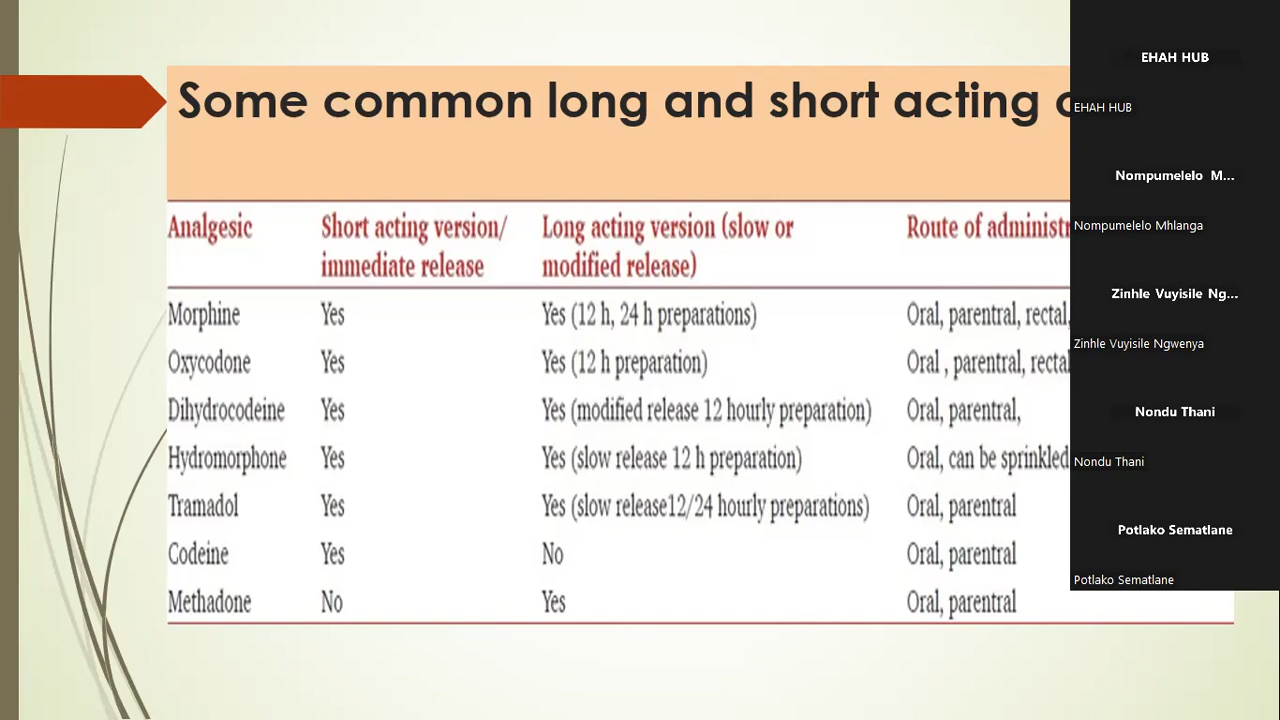 Some common long and short acting
Analgesic Short acting version/ Long acting version (slow or Route of
immediate release modified release)
Morphine Yes Yes (12 h, 24 h preparations) Oral, parentral, rectal,
Oxycodone Yes Yes (12 h preparation) Oral , parentral,
Dihydrocodeine Yes Yes (modified release 12 hourly preparation) Oral, parentral,
Hydromorphone Yes Yes (slow release 12 h preparation) Oral, can be sprinkled
Tramadol Yes Yes (slow release12/24 hourly preparations) Oral, parentral
Codeine Yes No Oral, parentral
Methadone No Yes Oral, parentral
EHAH HUB
EHAH HUB
Nompumelelo M...
Nompumelelo Mhlanga
Zinhle Vuyisile Ng...
Zinhle Vuyisile Ngwenya
Nondu Thani
Nondu Thani
Potlako Sematlane
Potlako Sematlane